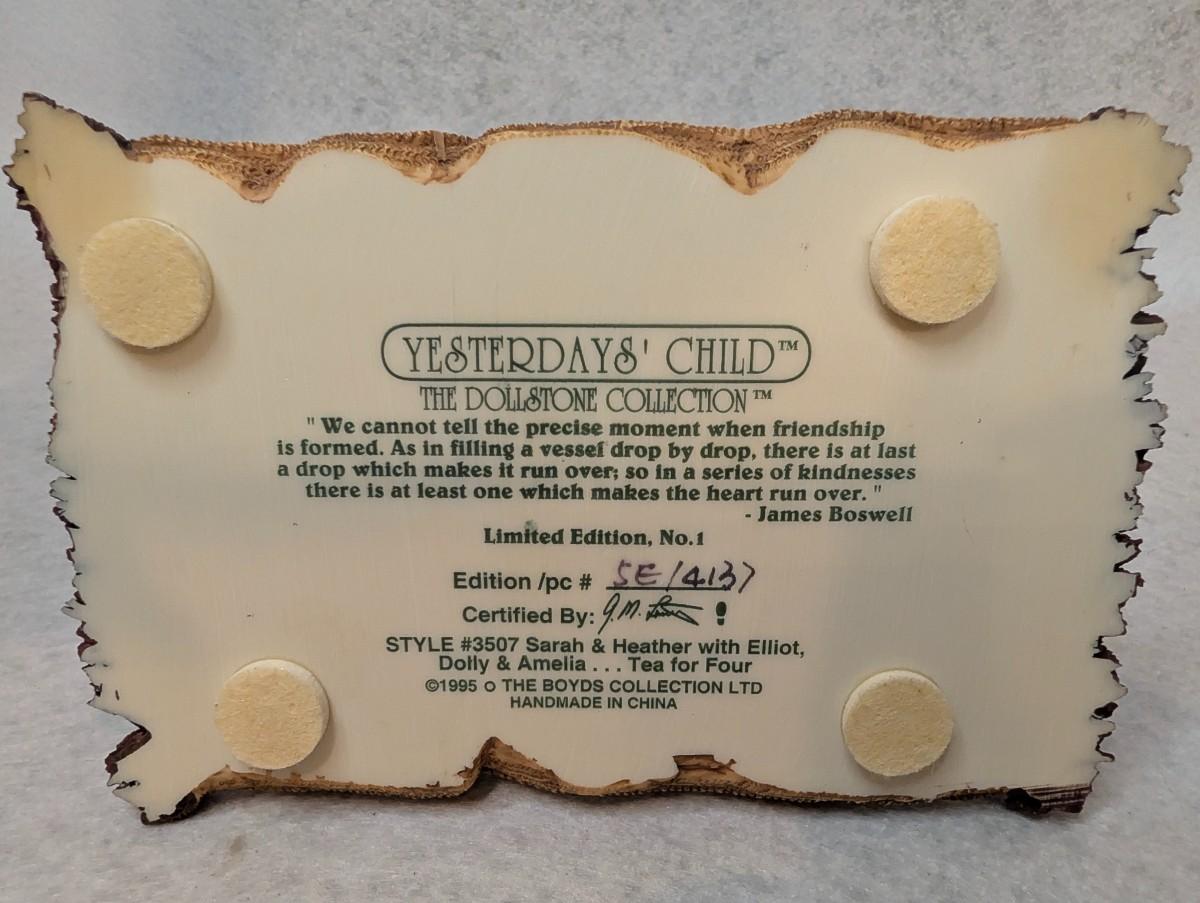 YESTERDAYS' CHILD™
THE DOLLSTONE COLLECTION™
" We cannot tell the precise moment when friendship
is formed. As in filling a vessel drop by drop, there is at last
a drop which makes it run over; so in a series of kindnesses
there is at least one which makes the heart run over. "
- James Boswell
Limited Edition, No.1
Edition /pc # 5E/4137
Certified By: G.M.
STYLE #3507 Sarah & Heather with Elliot,
Dolly & Amelia . . . Tea for Four
©1995 o THE BOYDS COLLECTION LTD
HANDMADE IN CHINA